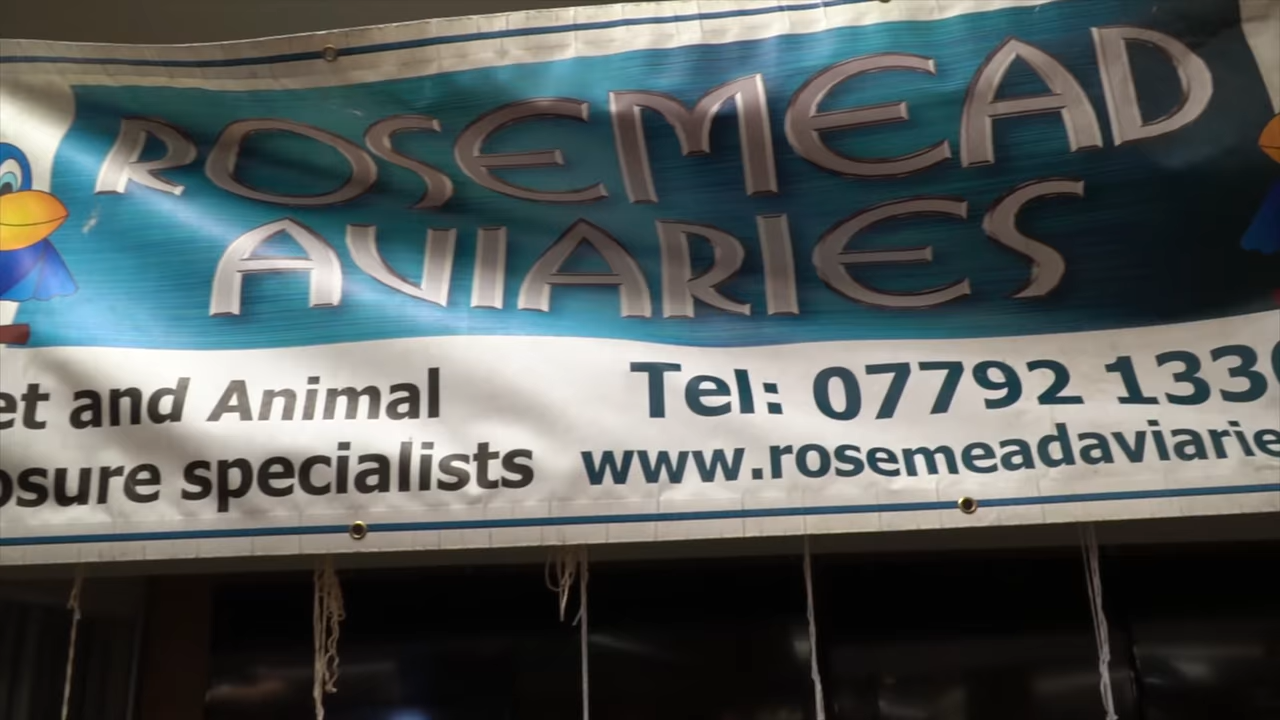 ROSEMEAD
AVIARIES
et and Animal
osure specialists
Tel: 07792 1330
www.rosemeadaviarie